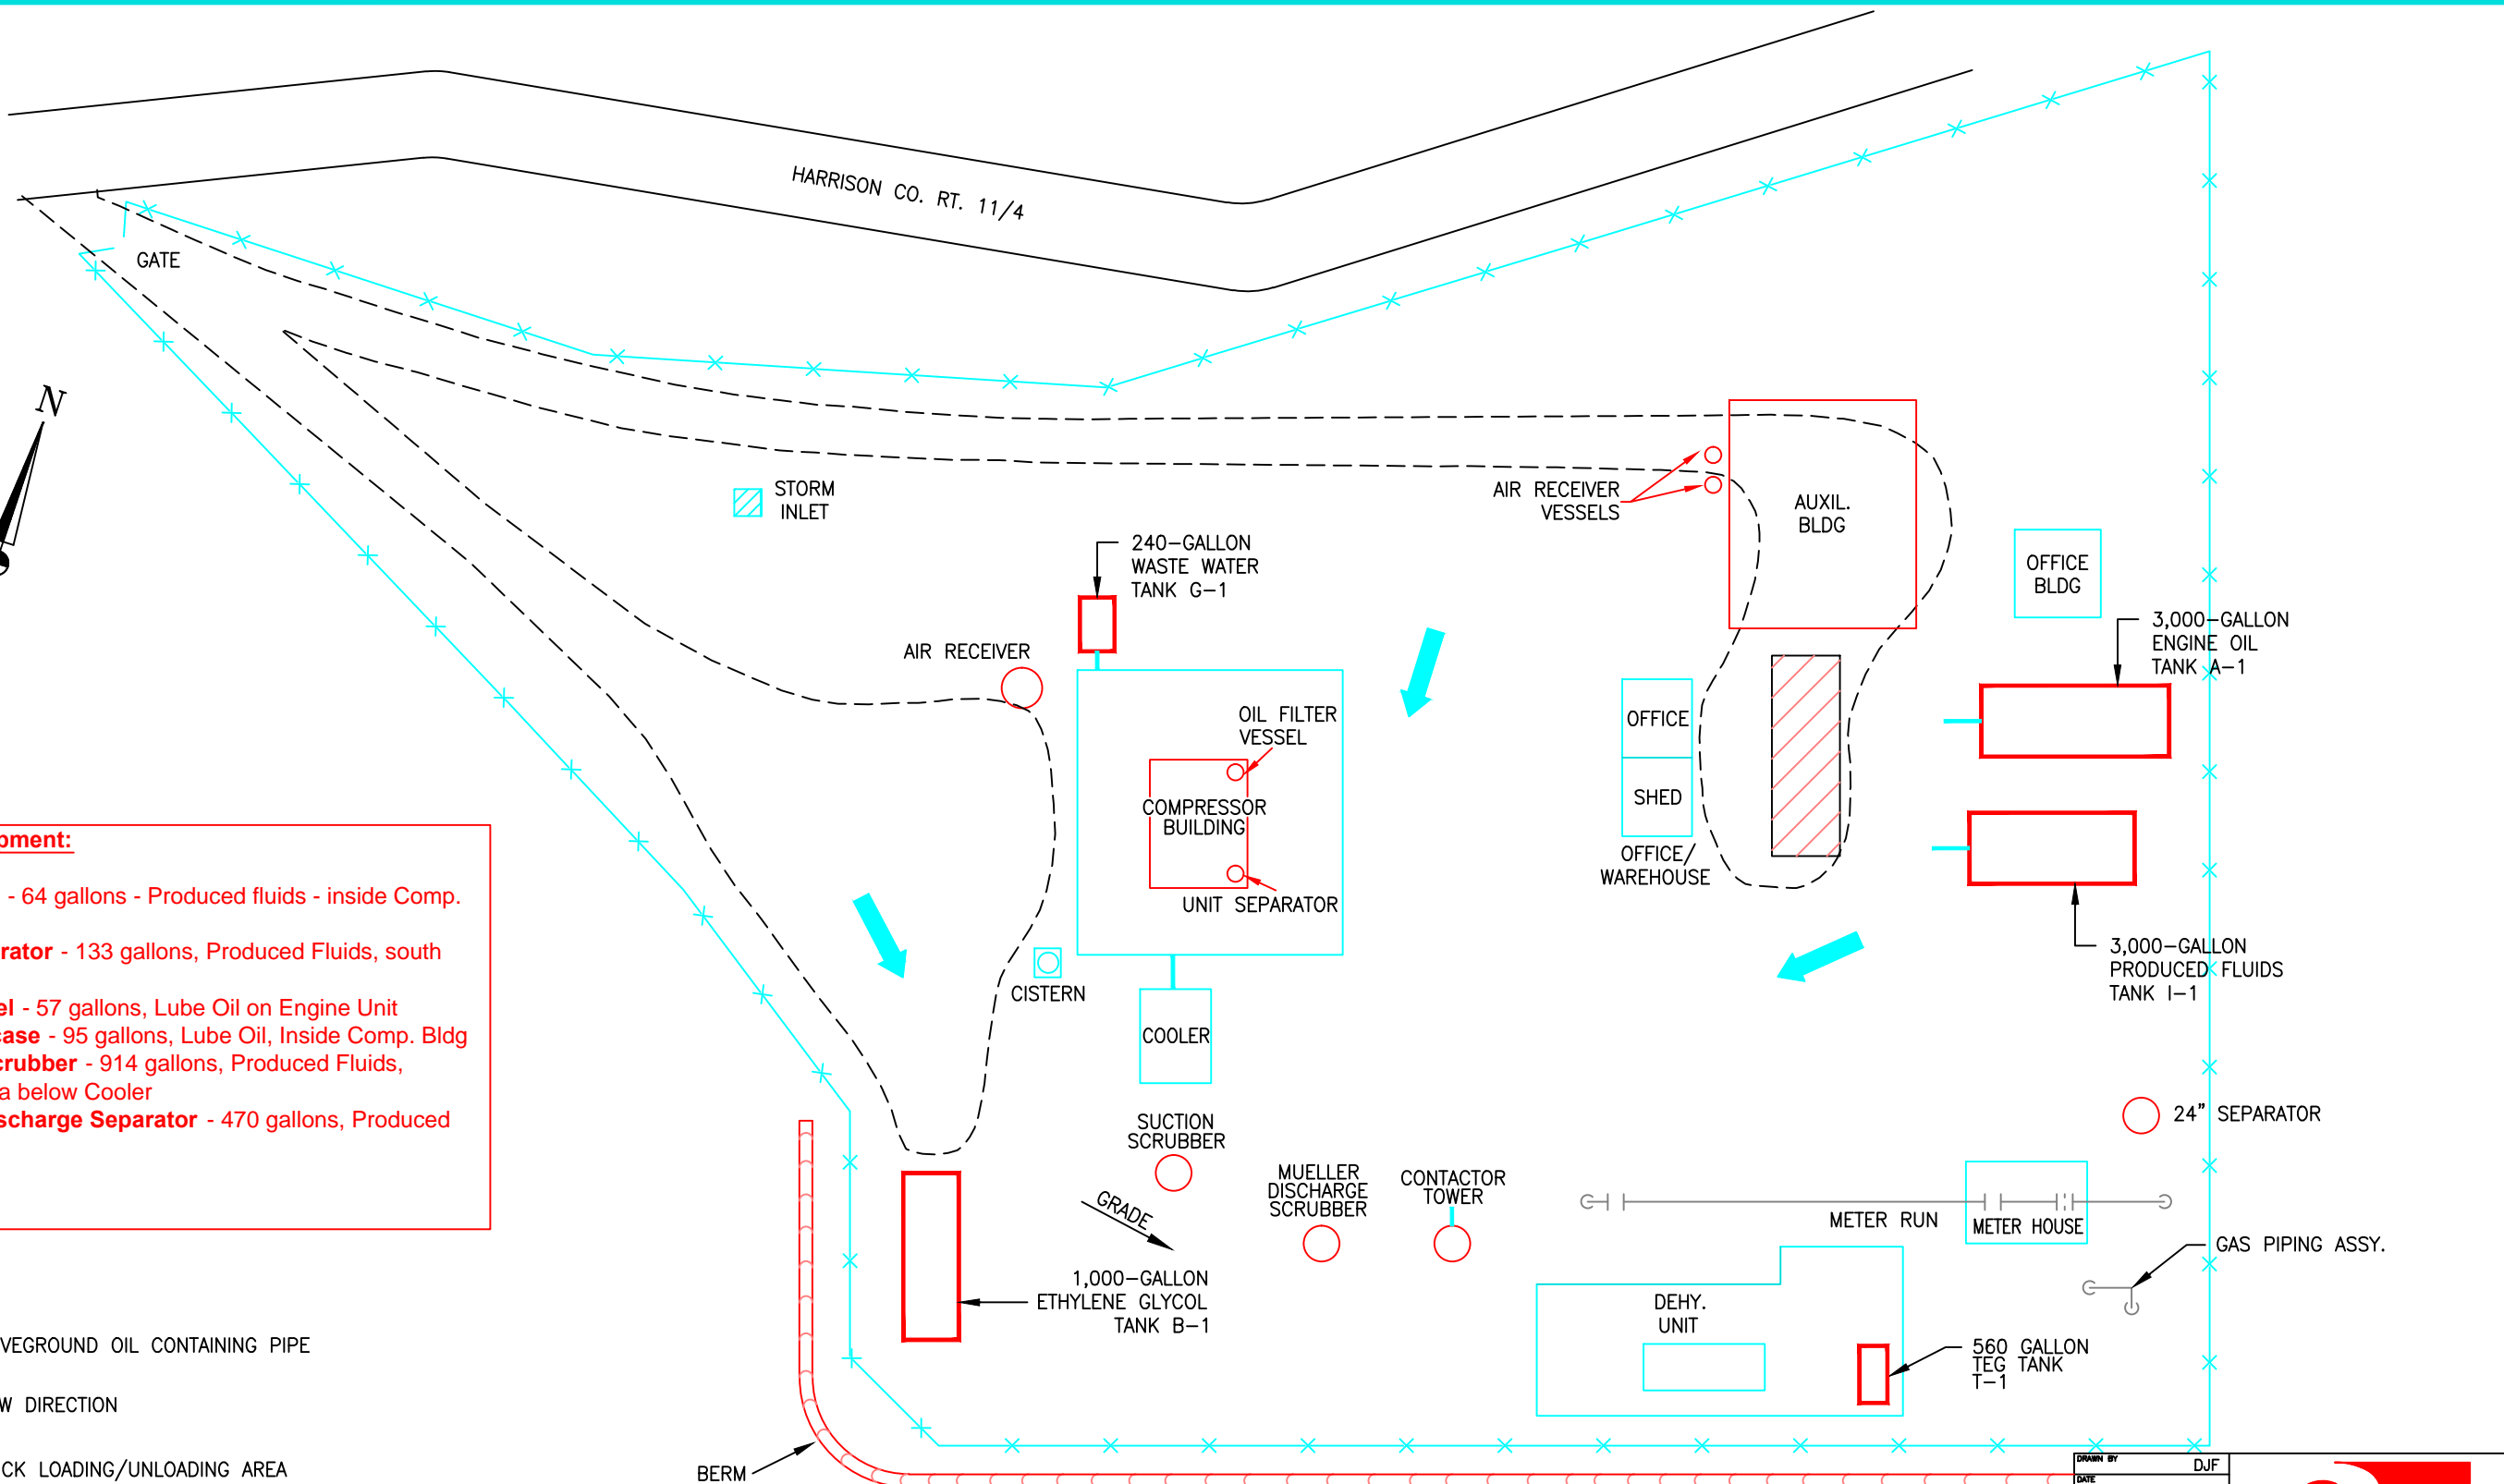 HARRISON CO. RT. 11/4
GATE
N
STORM
INLET
AIR RECEIVER
VESSELS
AUXIL.
BLDG
OFFICE
BLDG
240-GALLON
WASTE WATER
TANK G-1
3,000-GALLON
ENGINE OIL
TANK A-1
AIR RECEIVER
OIL FILTER
VESSEL
OFFICE
SHED
COMPRESSOR
BUILDING
OFFICE/
WAREHOUSE
UNIT SEPARATOR
pment:
- 64 gallons - Produced fluids - inside Comp.
rator - 133 gallons, Produced Fluids, south
el - 57 gallons, Lube Oil on Engine Unit
case - 95 gallons, Lube Oil, Inside Comp. Bldg
crubber - 914 gallons, Produced Fluids,
a below Cooler
scharge Separator - 470 gallons, Produced
3,000-GALLON
PRODUCED FLUIDS
TANK I-1
CISTERN
COOLER
24" SEPARATOR
SUCTION
SCRUBBER
MUELLER
DISCHARGE
SCRUBBER
CONTACTOR
TOWER
GRADE
METER RUN
METER HOUSE
GAS PIPING ASSY.
1,000-GALLON
ETHYLENE GLYCOL
TANK B-1
DEHY.
UNIT
560 GALLON
TEG TANK
T-1
VEGROUND OIL CONTAINING PIPE
W DIRECTION
CK LOADING/UNLOADING AREA
BERM
DRAWN BY
DJF
DATE